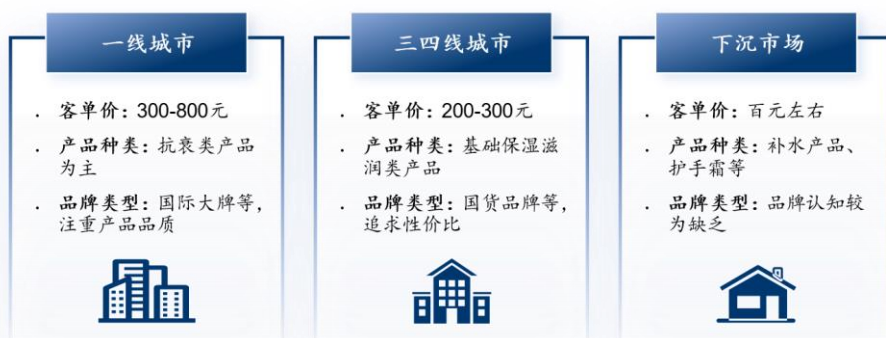 一线城市
. 客单价：300-800元
. 产品种类：抗衰类产品
为主
. 品牌类型：国际大牌等，
注重产品品质
三四线城市
. 客单价：200-300元
. 产品种类：基础保湿滋
润类产品
. 品牌类型：国货品牌等，
追求性价比
下沉市场
. 客单价：百元左右
. 产品种类：补水产品、
护手霜等
. 品牌类型：品牌认知较
为缺乏